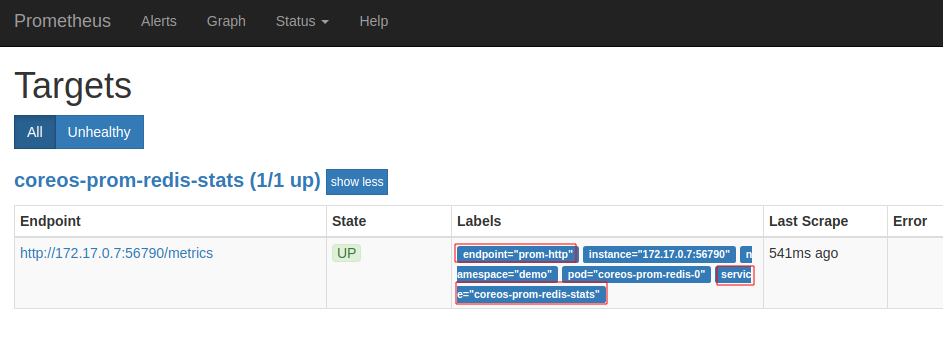 Prometheus Alerts Graph Status Help
Targets
All Unhealthy
coreos-prom-redis-stats (1/1 up) show less
Endpoint State Labels Last Scrape Error
http://172.17.0.7:56790/metrics UP endpoint="prom-http" instance="172.17.0.7:56790" n 541ms ago
amespace="demo" pod="coreos-prom-redis-0" servic
e="coreos-prom-redis-stats"